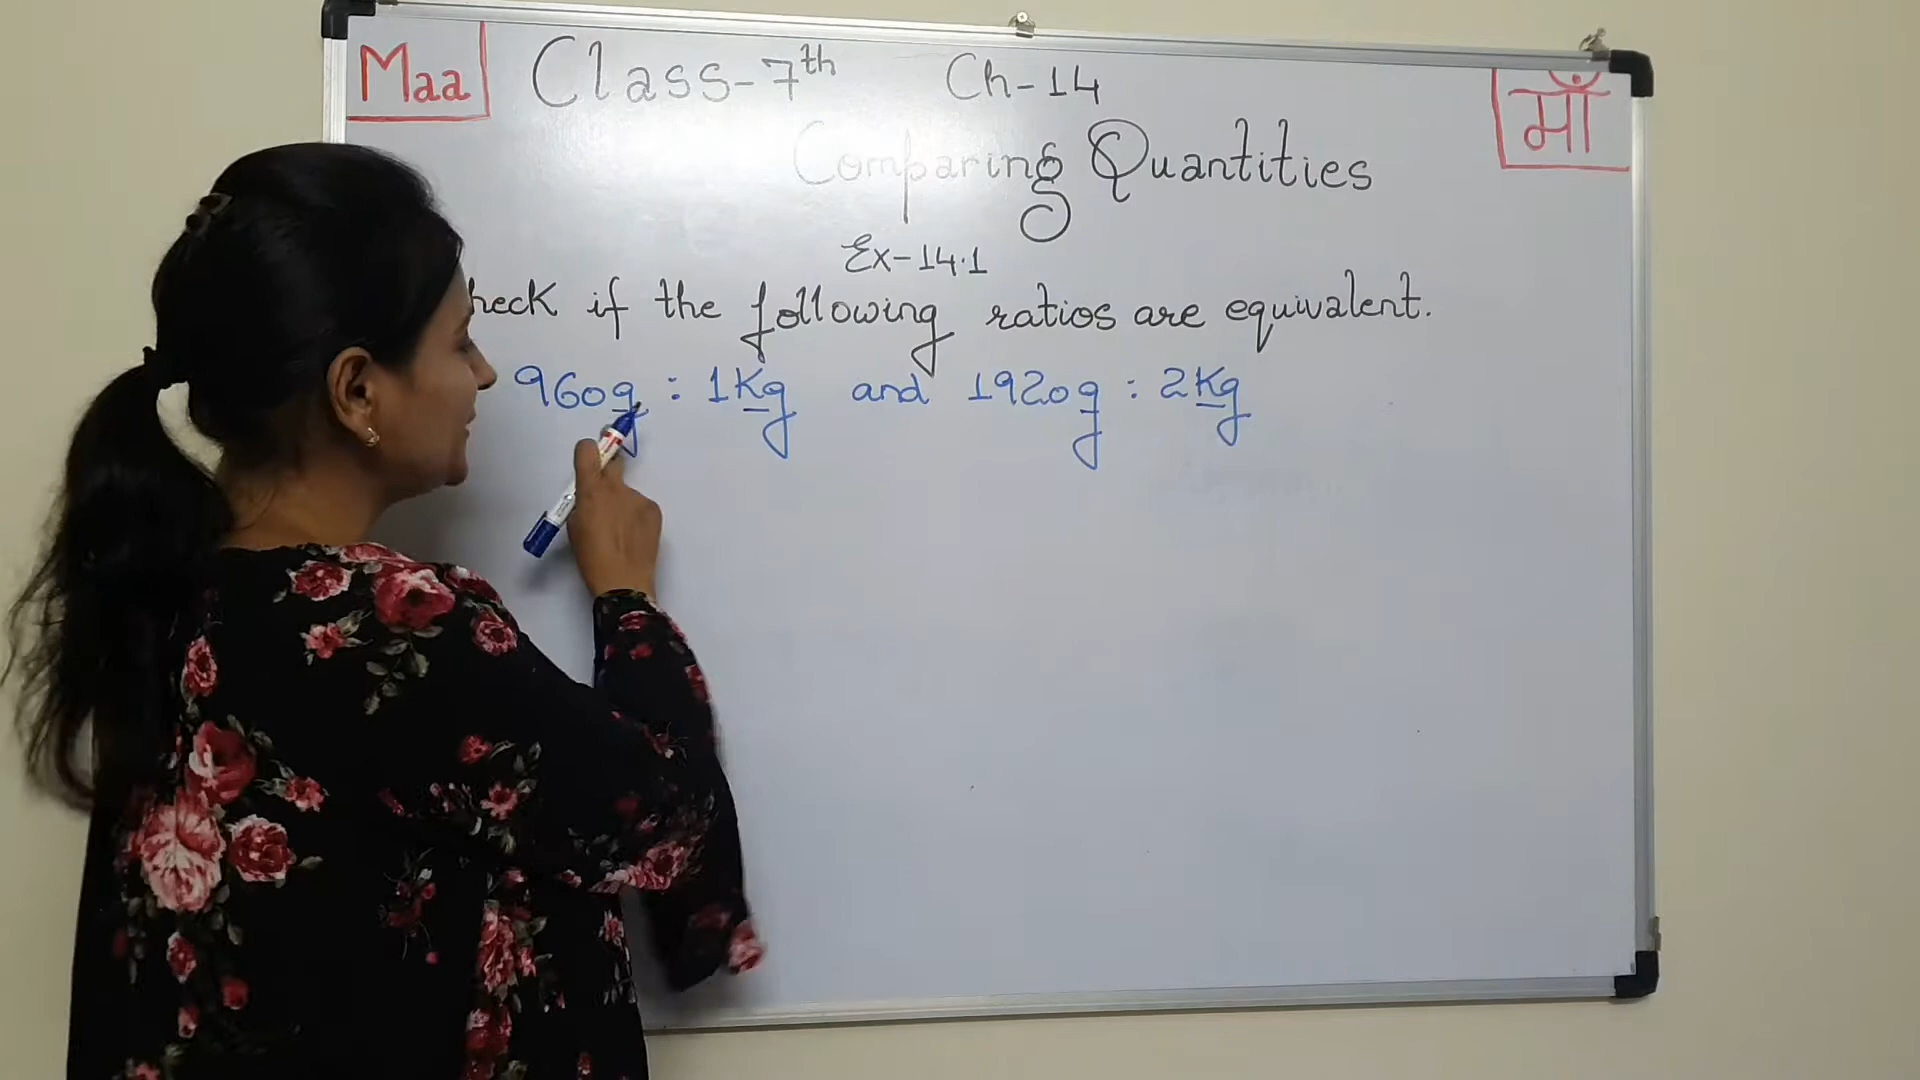 Maa Class-7th Ch-14 माँ
Comparing Quantities
Ex-14.1
heck if the following ratios are equivalent.
960g : 1Kg and 1920g : 2Kg